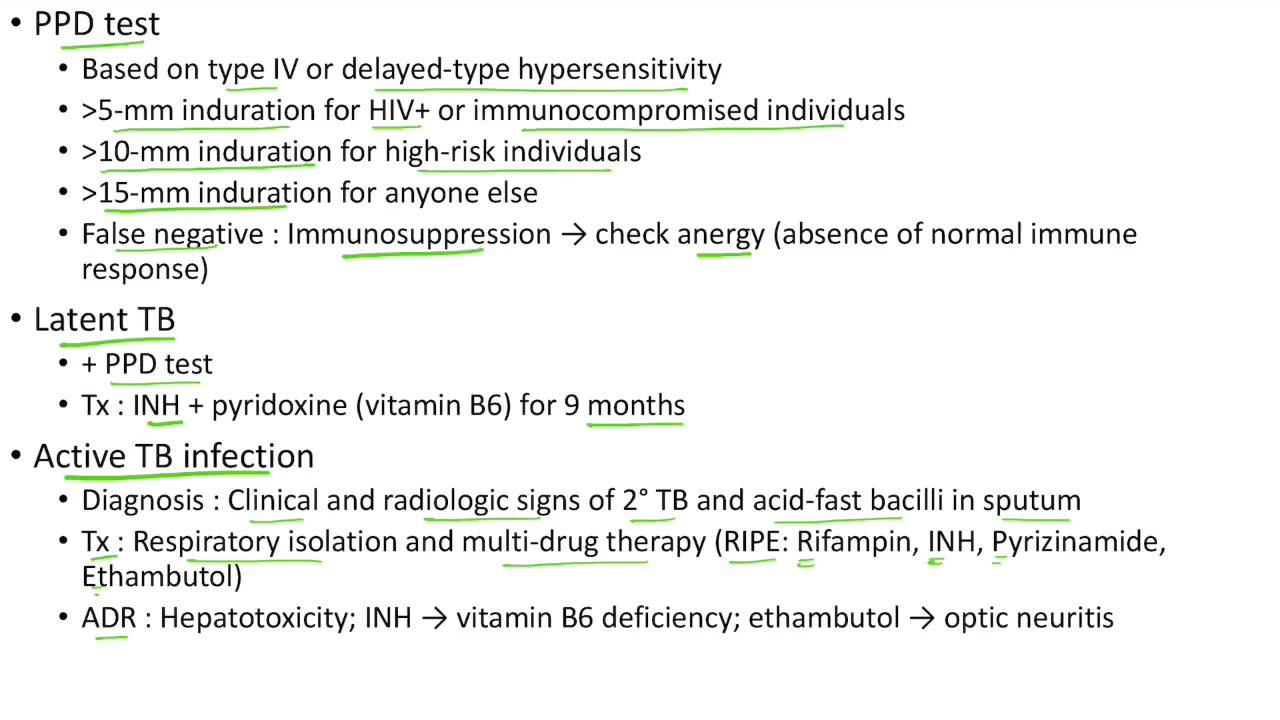 • PPD test
• Based on type IV or delayed-type hypersensitivity
• >5-mm induration for HIV+ or immunocompromised individuals
• >10-mm induration for high-risk individuals
• >15-mm induration for anyone else
• False negative : Immunosuppression → check anergy (absence of normal immune
response)
• Latent TB
• + PPD test
• Tx : INH + pyridoxine (vitamin B6) for 9 months
• Active TB infection
• Diagnosis : Clinical and radiologic signs of 2° TB and acid-fast bacilli in sputum
• Tx : Respiratory isolation and multi-drug therapy (RIPE: Rifampin, INH, Pyrizinamide,
Ethambutol)
• ADR : Hepatotoxicity; INH → vitamin B6 deficiency; ethambutol → optic neuritis